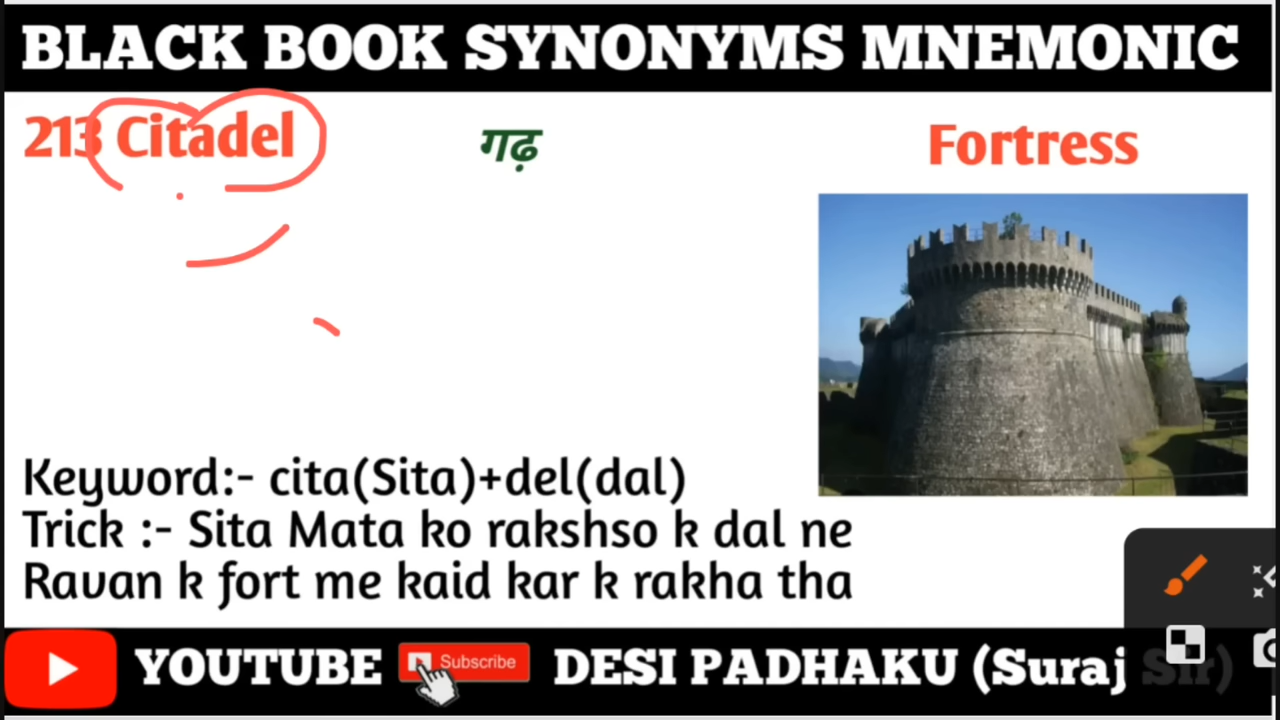 BLACK BOOK SYNONYMS MNEMONIC
213 Citadel गढ़ Fortress
Keyword:- cita(Sita)+del(dal)
Trick :- Sita Mata ko rakshso k dal ne
Ravan k fort me kaid kar k rakha tha
YOUTUBE Subscribe DESI PADHAKU (Suraj Sir)